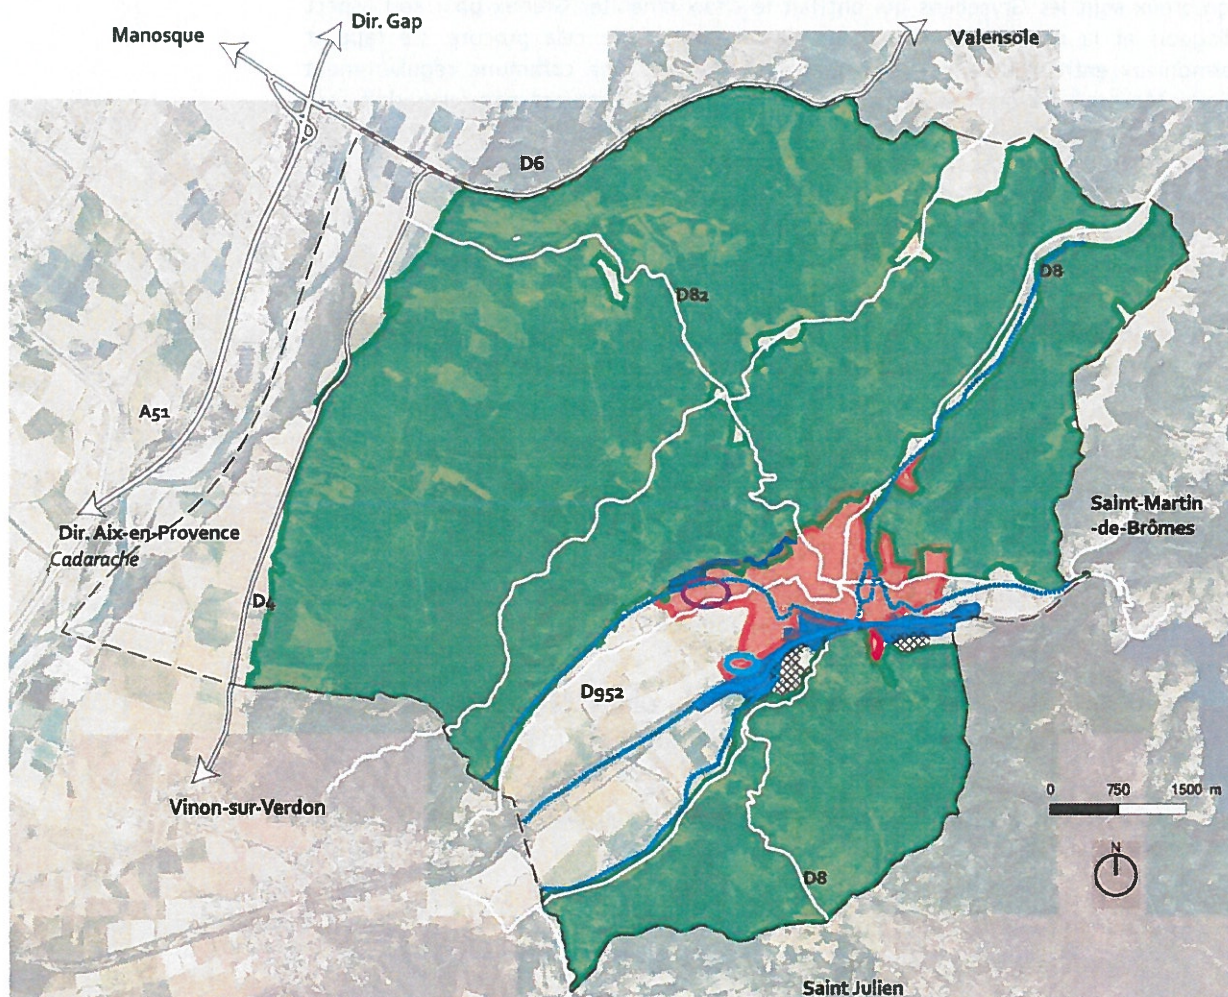 Manosque
Dir. Gap
Valensole
D6
D8
D82
A51
Saint-Martin
-de-Brômes
Dir. Aix-en-Provence
Cadarache
D4
D952
0 750 1500 m
N
Vinon-sur-Verdon
D8
Saint Julien